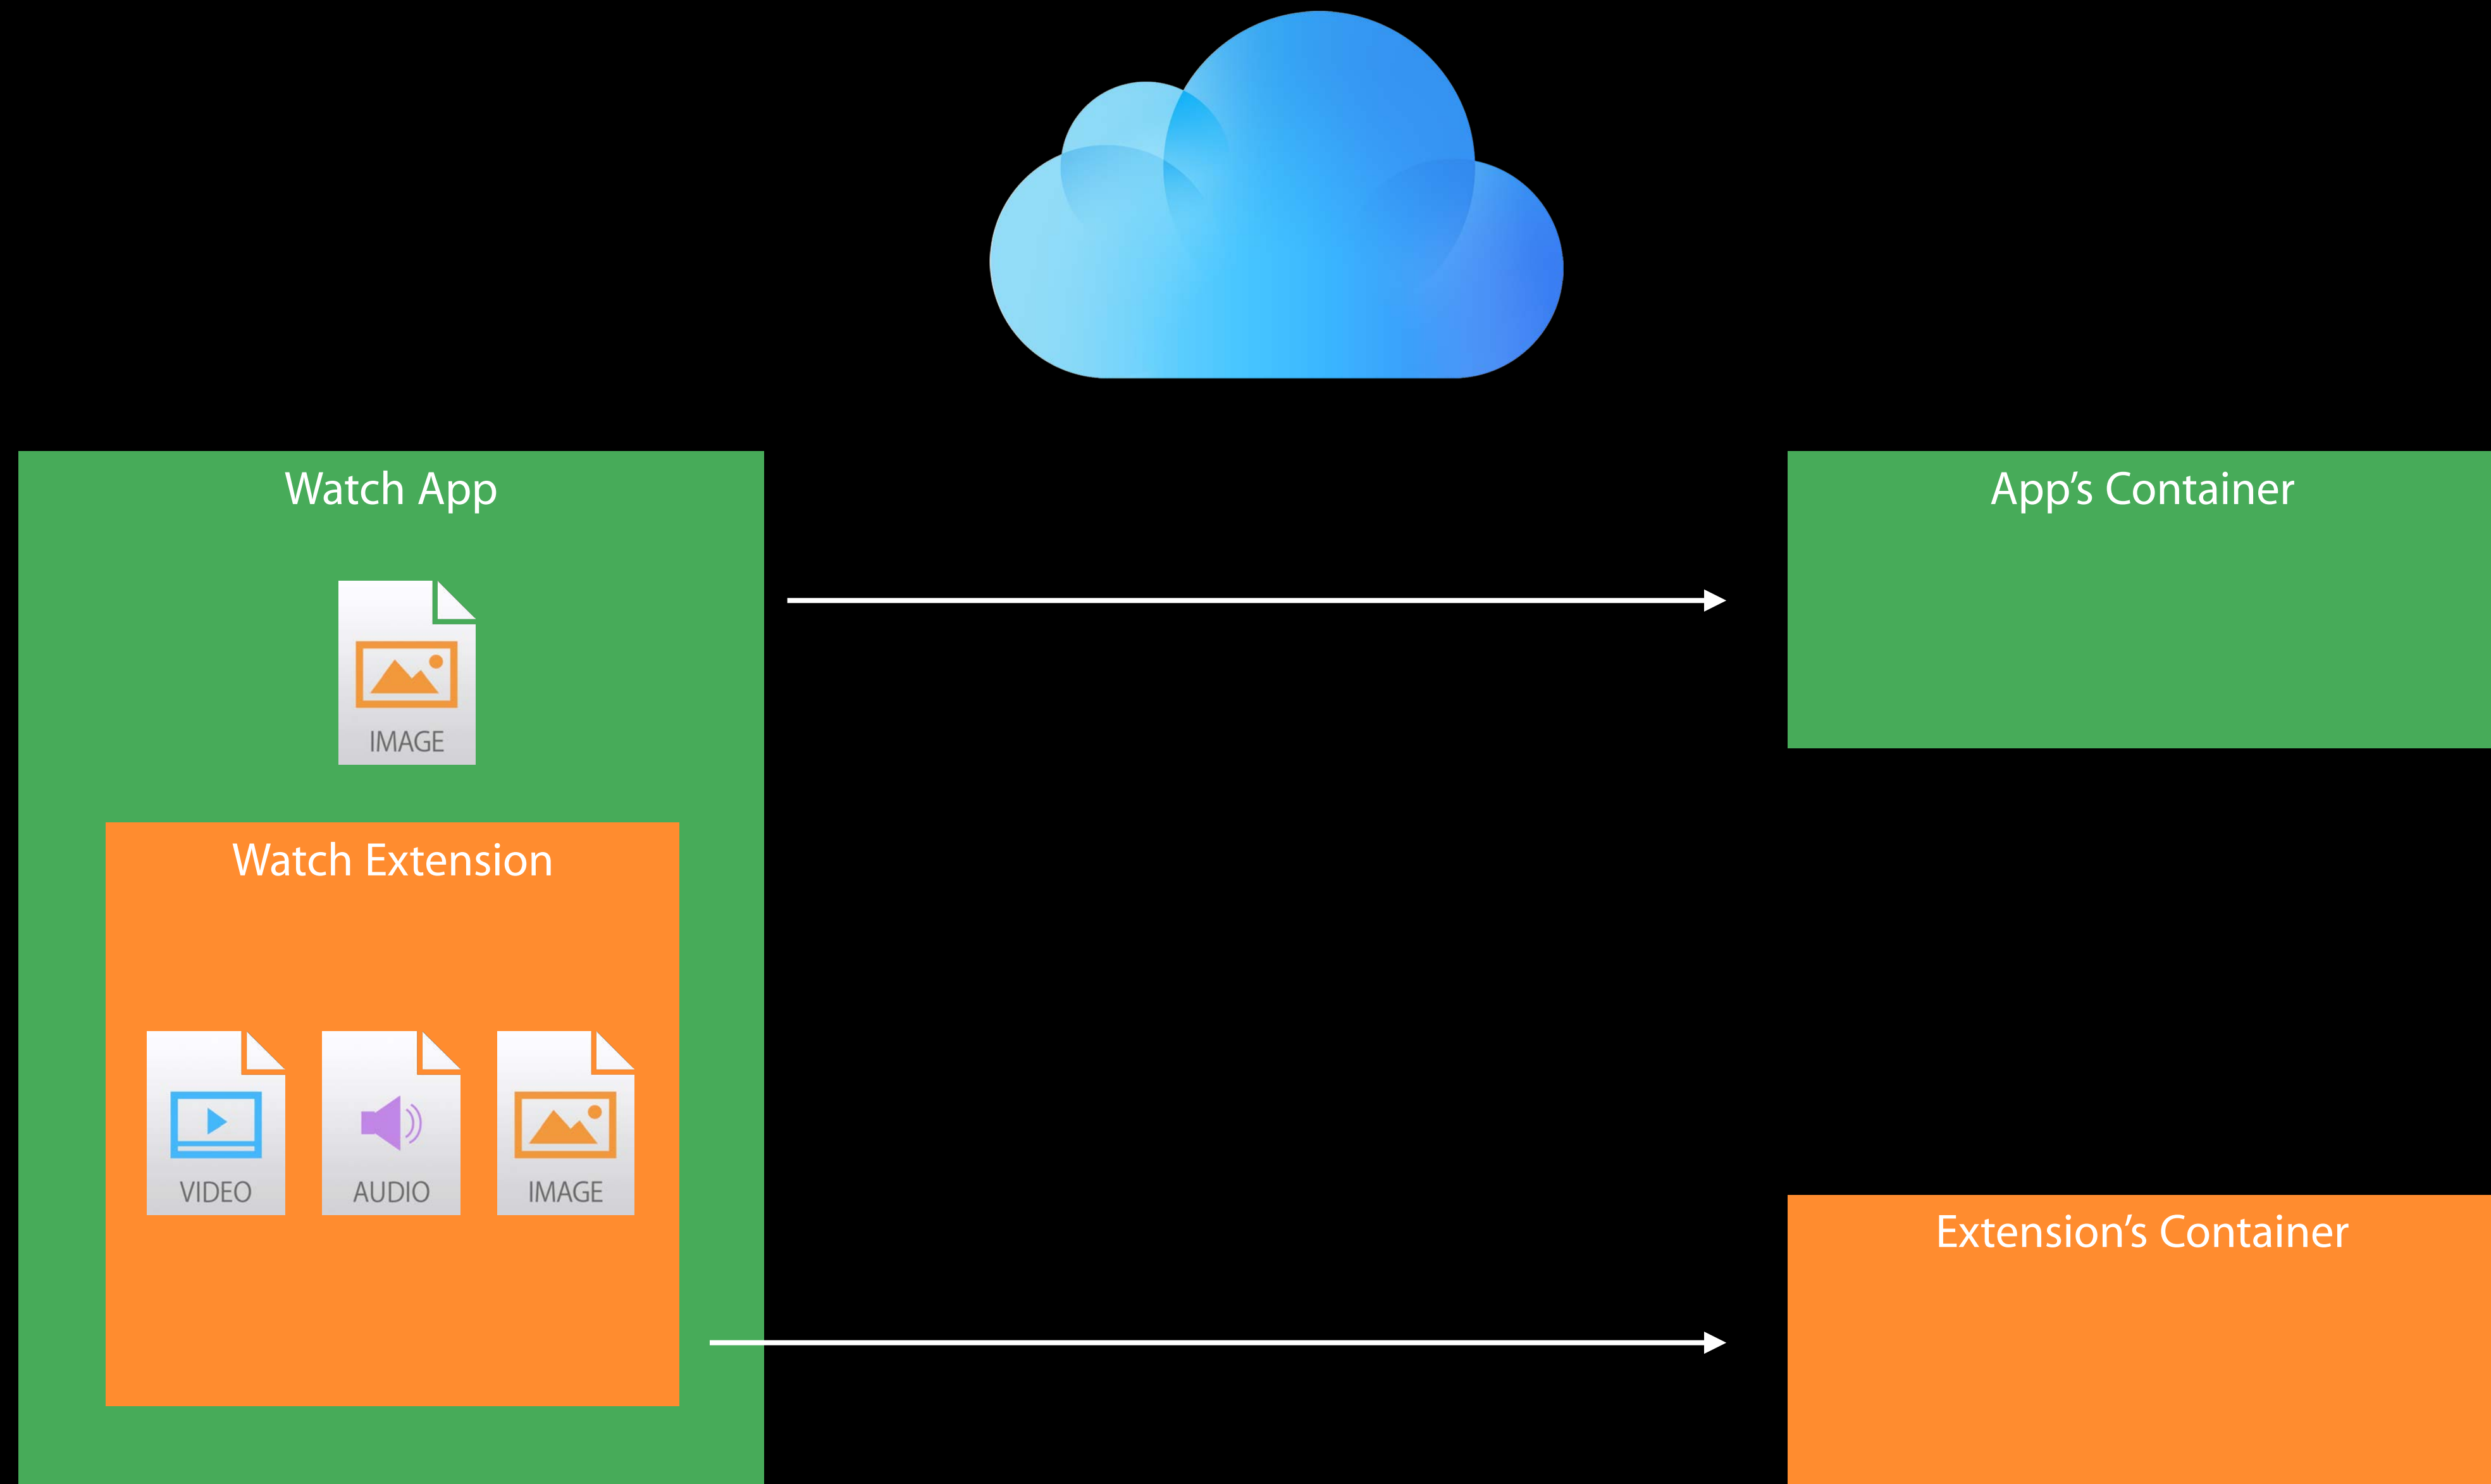 Watch App
App’s Container
IMAGE
Watch Extension
VIDEO
AUDIO
IMAGE
Extension’s Container